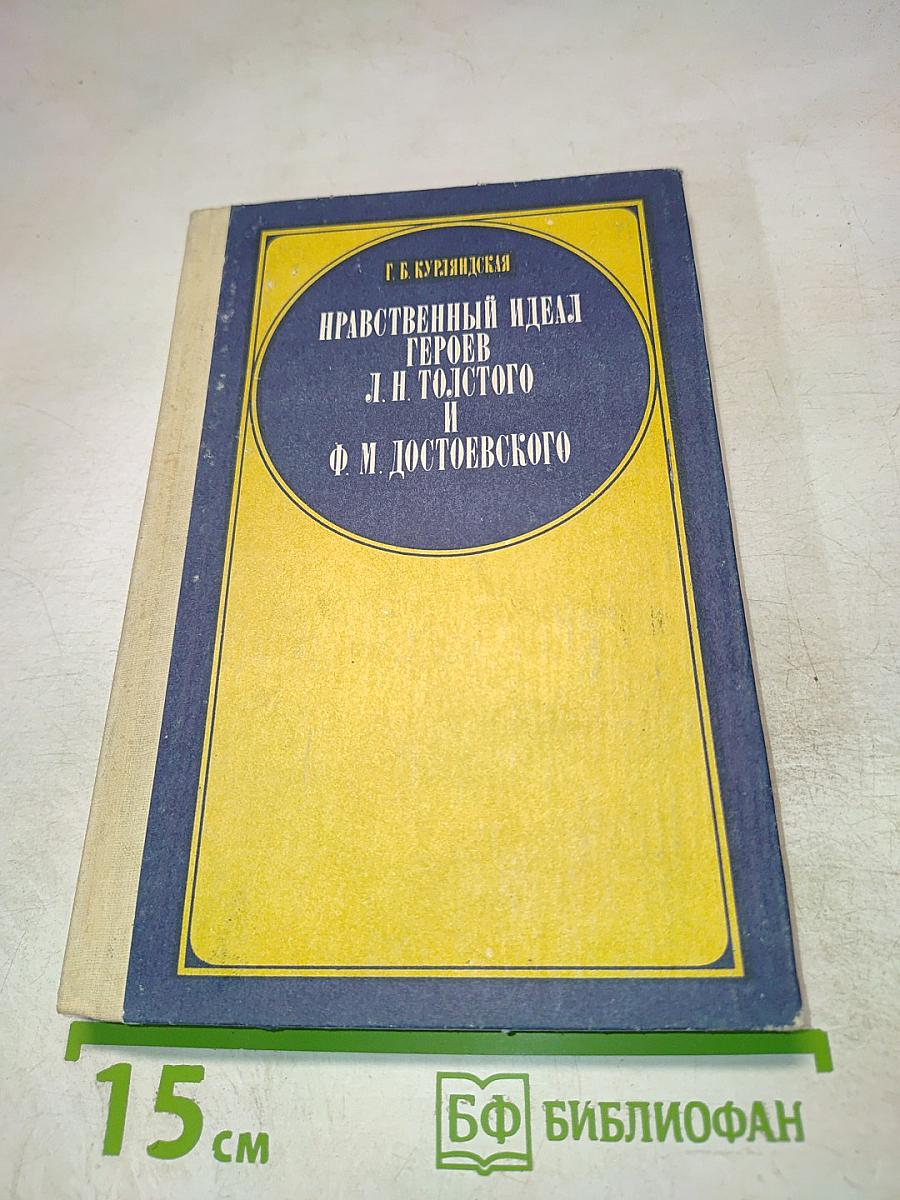 Г. Б. КУРЛЯНДСКАЯ
НРАВСТВЕННЫЙ ИДЕАЛ
ГЕРОЕВ
Л. Н. ТОЛСТОГО
И
Ф. М. ДОСТОЕВСКОГО
15 см
БФ БИБЛИОФАН